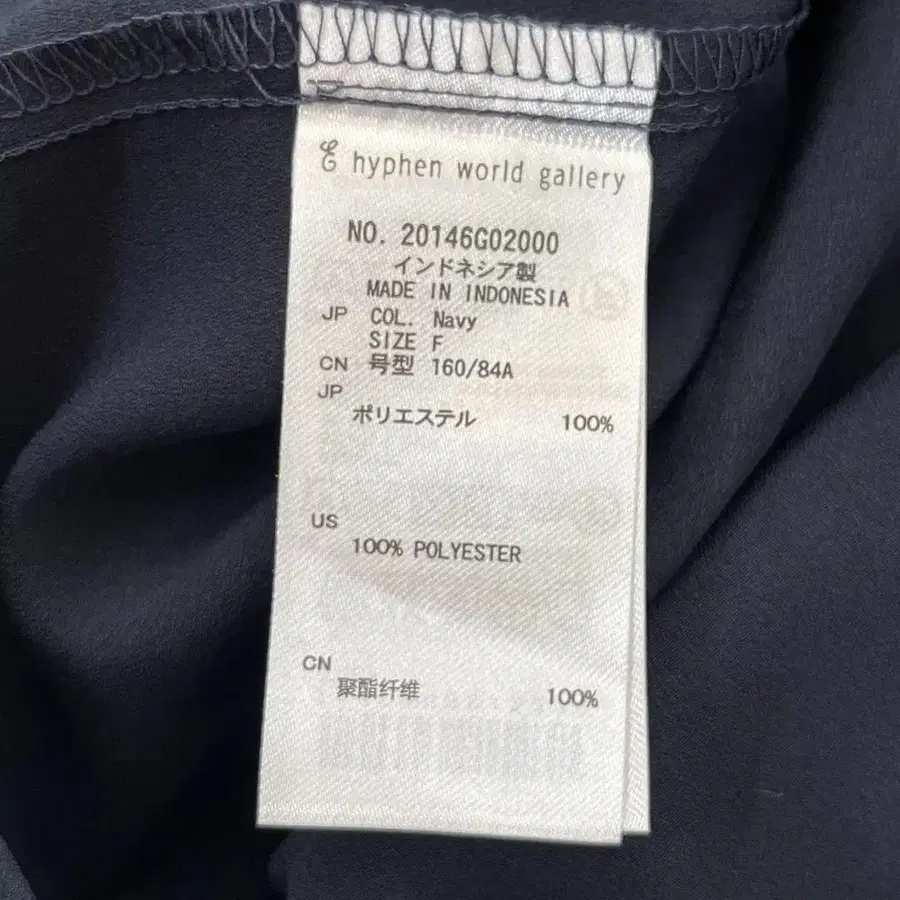 hyphen world gallery
NO. 20146G02000
インドネシア製
MADE IN INDONESIA
JP COL. Navy
SIZE F
CN 号型 160/84A
JP
ポリエステル 100%
US
100% POLYESTER
CN
聚酯纤维 100%